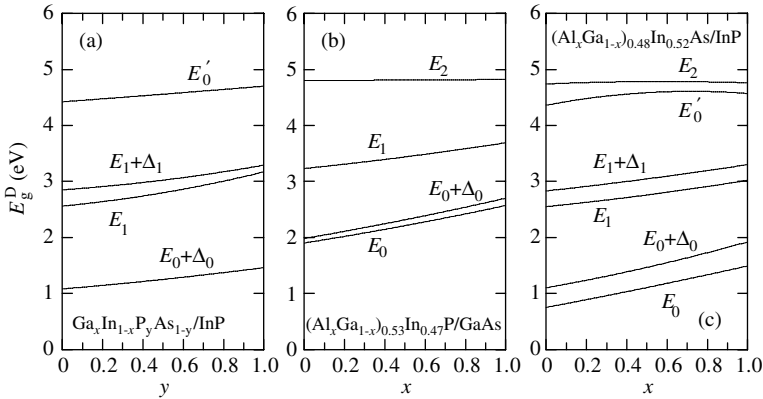 6
5
4
3
2
1
0
E_g^D (eV)
(a)
E_0'
E_1+Δ_1
E_1
E_0+Δ_0
Ga_xIn_{1-x}P_yAs_{1-y}/InP
0 0.2 0.4 0.6 0.8 1.0
y
(b)
E_2
E_1
E_0+Δ_0
E_0
(Al_xGa_{1-x})_{0.53}In_{0.47}P/GaAs
0 0.2 0.4 0.6 0.8 1.0
x
(Al_xGa_{1-x})_{0.48}In_{0.52}As/InP
E_2
E_0'
E_1+Δ_1
E_1
E_0+Δ_0
E_0
(c)
0 0.2 0.4 0.6 0.8 1.0
x